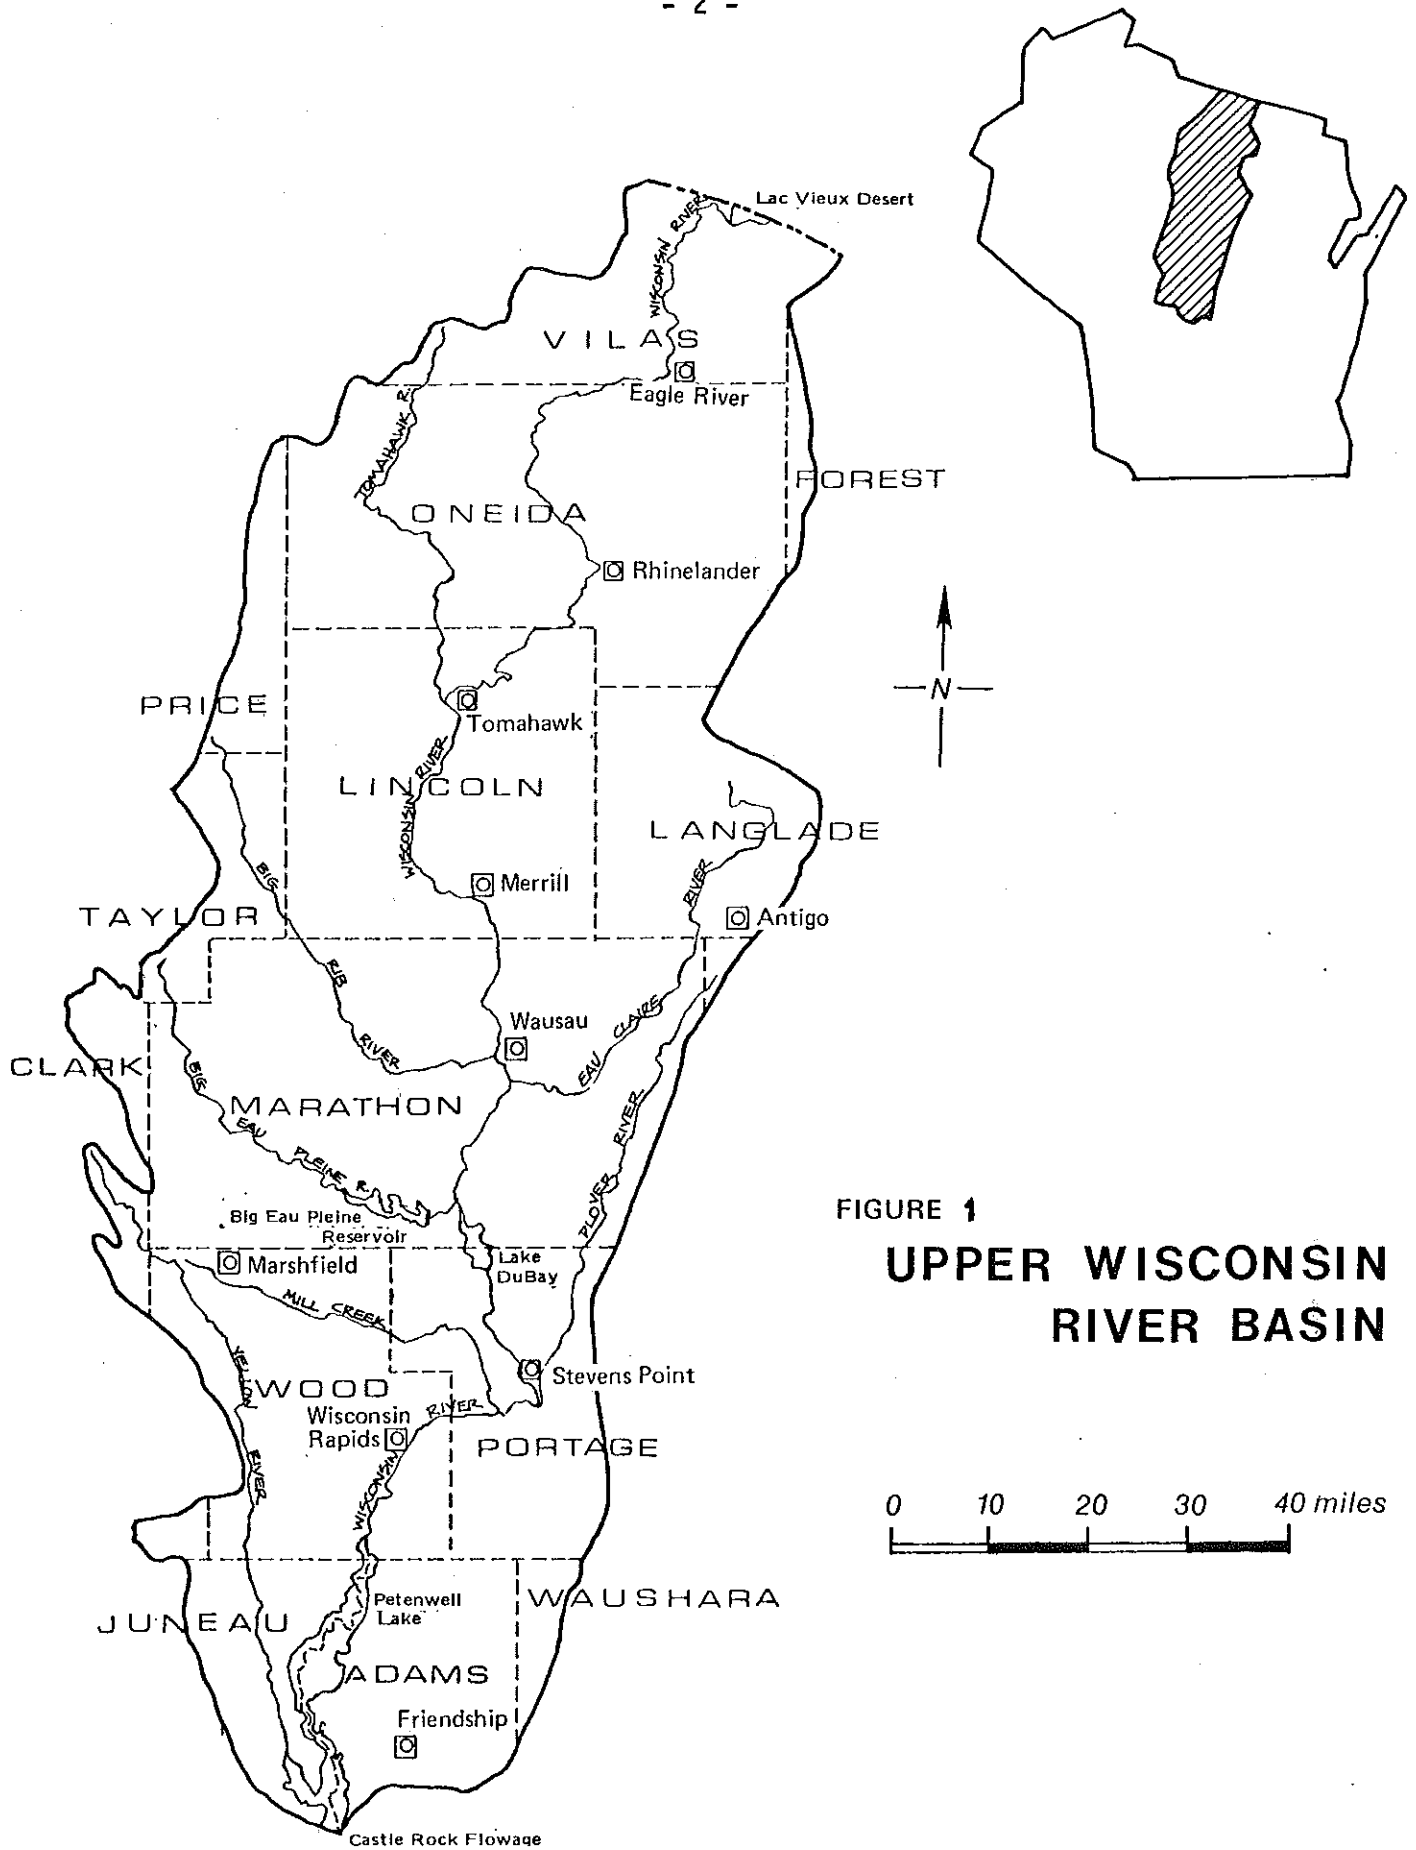 - 2 -
Lac Vieux Desert
WISCONSIN RIVER
VILAS
Eagle River
TOMAHAWK R.
FOREST
ONEIDA
Rhinelander
N
PRICE
Tomahawk
WISCONSIN RIVER
LINCOLN
LANGLADE
BIG
RIVER
Merrill
TAYLOR
Antigo
RIB
Wausau
EAU CLAIRE
RIVER
CLARK
BIG
MARATHON
EAU
PLEINE R.
PLOVER RIVER
Big Eau Pleine
Reservoir
FIGURE 1
UPPER WISCONSIN
RIVER BASIN
Lake
DuBay
Marshfield
MILL CREEK
YELLOW
Stevens Point
WOOD
RIVER
Wisconsin
Rapids
PORTAGE
RIVER
WISCONSIN
0 10 20 30 40 miles
Petenwell
Lake
WAUSHARA
JUNEAU
ADAMS
Friendship
Castle Rock Flowage